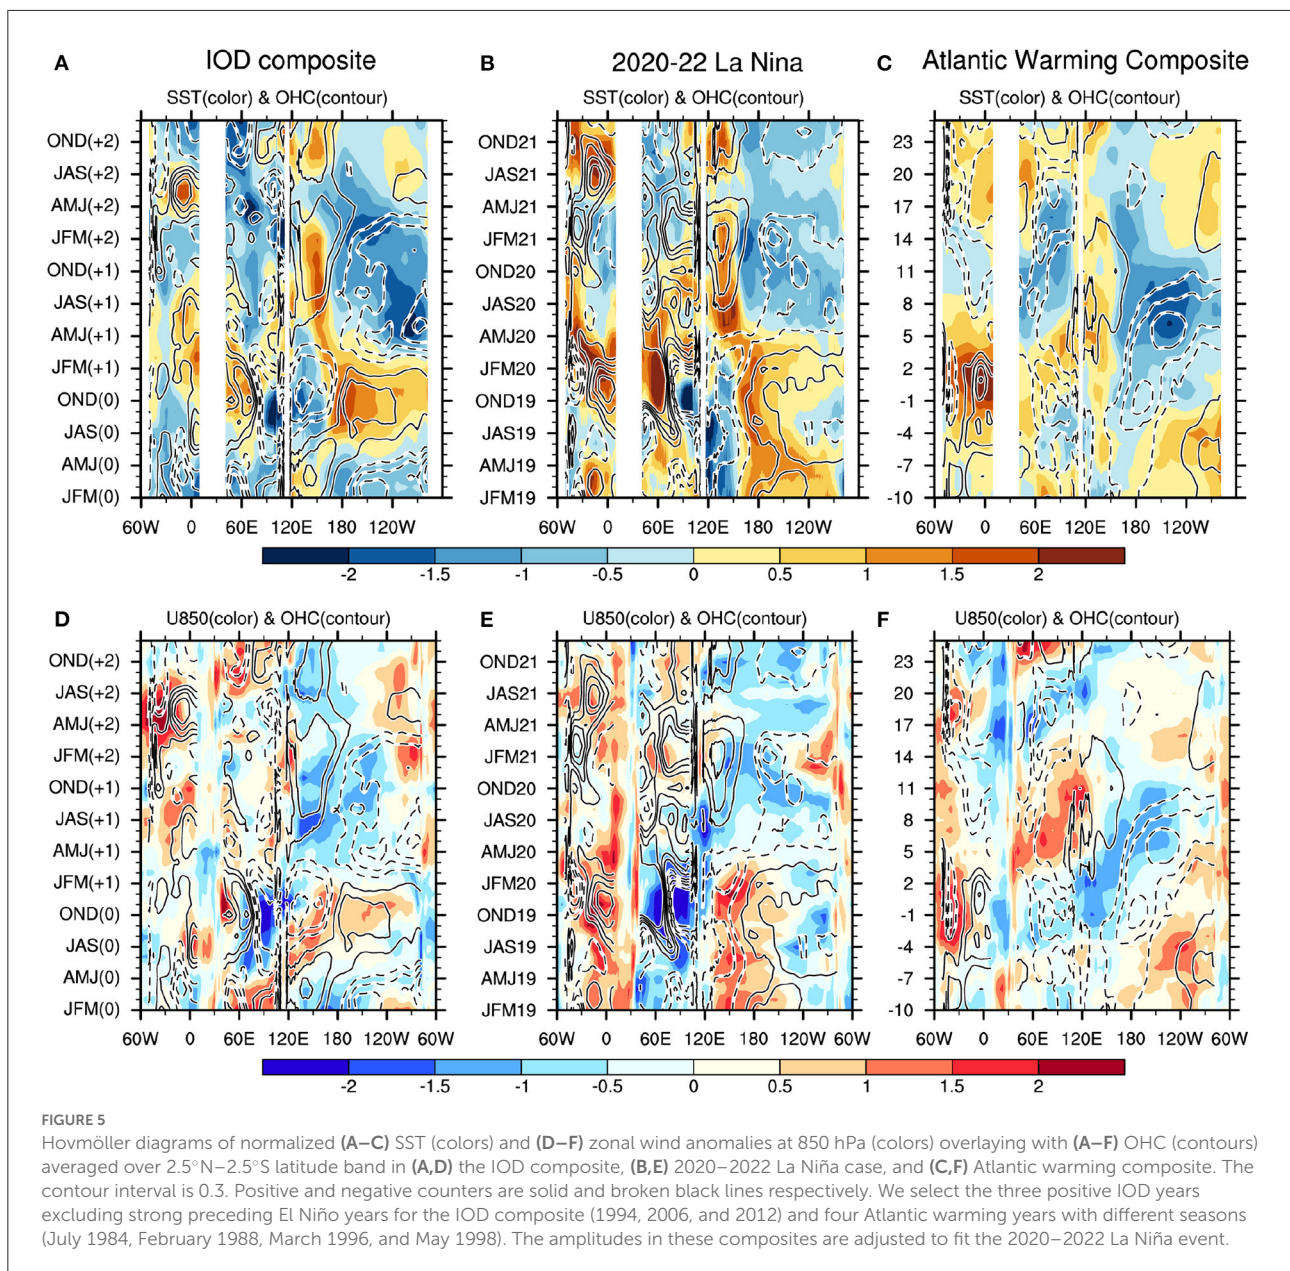 A
IOD composite
B
2020-22 La Nina
C
Atlantic Warming Composite
SST(color) & OHC(contour)
SST(color) & OHC(contour)
SST(color) & OHC(contour)
OND(+2)
JAS(+2)
AMJ(+2)
JFM(+2)
OND(+1)
JAS(+1)
AMJ(+1)
JFM(+1)
OND(0)
JAS(0)
AMJ(0)
JFM(0)
60W 0 60E 120E 180 120W
OND21
JAS21
AMJ21
JFM21
OND20
JAS20
AMJ20
JFM20
OND19
JAS19
AMJ19
JFM19
60W 0 60E 120E 180 120W
23
20
17
14
11
8
5
2
-1
-4
-7
-10
60W 0 60E 120E 180 120W
-2 -1.5 -1 -0.5 0 0.5 1 1.5 2
D
U850(color) & OHC(contour)
E
U850(color) & OHC(contour)
F
U850(color) & OHC(contour)
OND(+2)
JAS(+2)
AMJ(+2)
JFM(+2)
OND(+1)
JAS(+1)
AMJ(+1)
JFM(+1)
OND(0)
JAS(0)
AMJ(0)
JFM(0)
60W 0 60E 120E 180 120W 60W
OND21
JAS21
AMJ21
JFM21
OND20
JAS20
AMJ20
JFM20
OND19
JAS19
AMJ19
JFM19
60W 0 60E 120E 180 120W 60W
23
20
17
14
11
8
5
2
-1
-4
-7
-10
60W 0 60E 120E 180 120W 60W
-2 -1.5 -1 -0.5 0 0.5 1 1.5 2
FIGURE 5
Hovmöller diagrams of normalized (A–C) SST (colors) and (D–F) zonal wind anomalies at 850 hPa (colors) overlaying with (A–F) OHC (contours)
averaged over 2.5°N–2.5°S latitude band in (A,D) the IOD composite, (B,E) 2020–2022 La Niña case, and (C,F) Atlantic warming composite. The
contour interval is 0.3. Positive and negative counters are solid and broken black lines respectively. We select the three positive IOD years
excluding strong preceding El Niño years for the IOD composite (1994, 2006, and 2012) and four Atlantic warming years with different seasons
(July 1984, February 1988, March 1996, and May 1998). The amplitudes in these composites are adjusted to fit the 2020–2022 La Niña event.